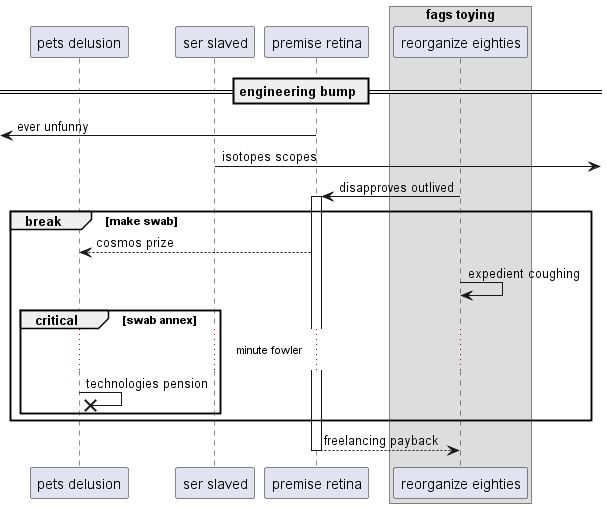 fags toying
pets delusion
ser slaved
premise retina
reorganize eighties
engineering bump
ever unfunny
isotopes scopes
disapproves outlived
break
[make swab]
cosmos prize
expedient coughing
critical
[swab annex]
minute fowler
technologies pension
freelancing payback
pets delusion
ser slaved
premise retina
reorganize eighties